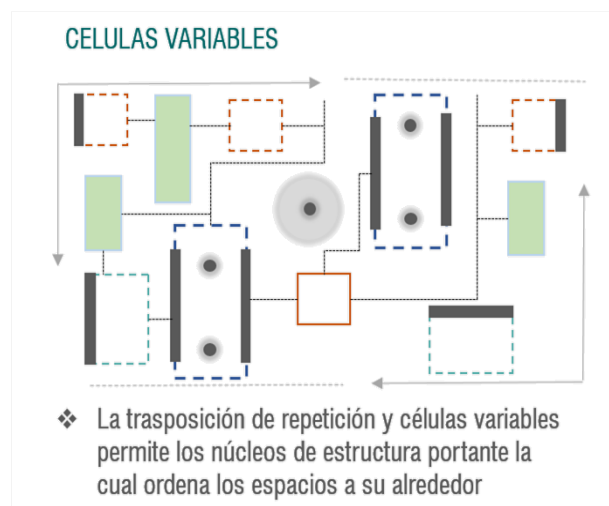 CELULAS VARIABLES
❖ La trasposición de repetición y células variables
permite los núcleos de estructura portante la
cual ordena los espacios a su alrededor